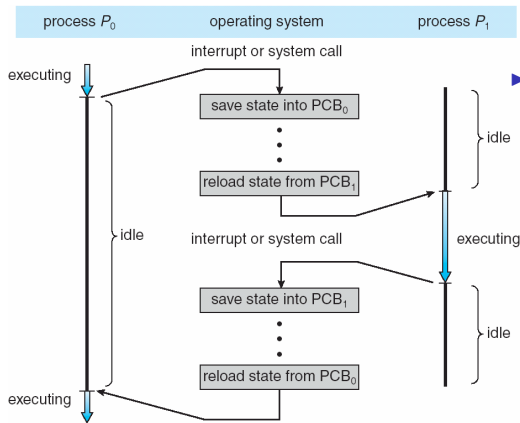 process P0 operating system process P1
interrupt or system call
executing
save state into PCB0
idle
reload state from PCB1
idle
interrupt or system call
executing
save state into PCB1
idle
reload state from PCB0
executing